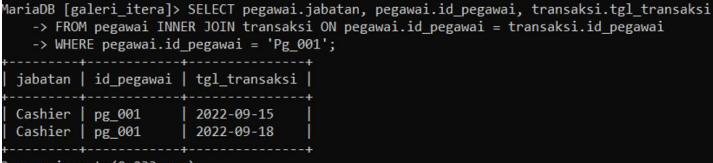 MariaDB [galeri_itera]> SELECT pegawai.jabatan, pegawai.id_pegawai, transaksi.tgl_transaksi
    -> FROM pegawai INNER JOIN transaksi ON pegawai.id_pegawai = transaksi.id_pegawai
    -> WHERE pegawai.id_pegawai = 'Pg_001';
+---------+------------+---------------+
| jabatan | id_pegawai | tgl_transaksi |
+---------+------------+---------------+
| Cashier | pg_001     | 2022-09-15    |
| Cashier | pg_001     | 2022-09-18    |
+---------+------------+---------------+